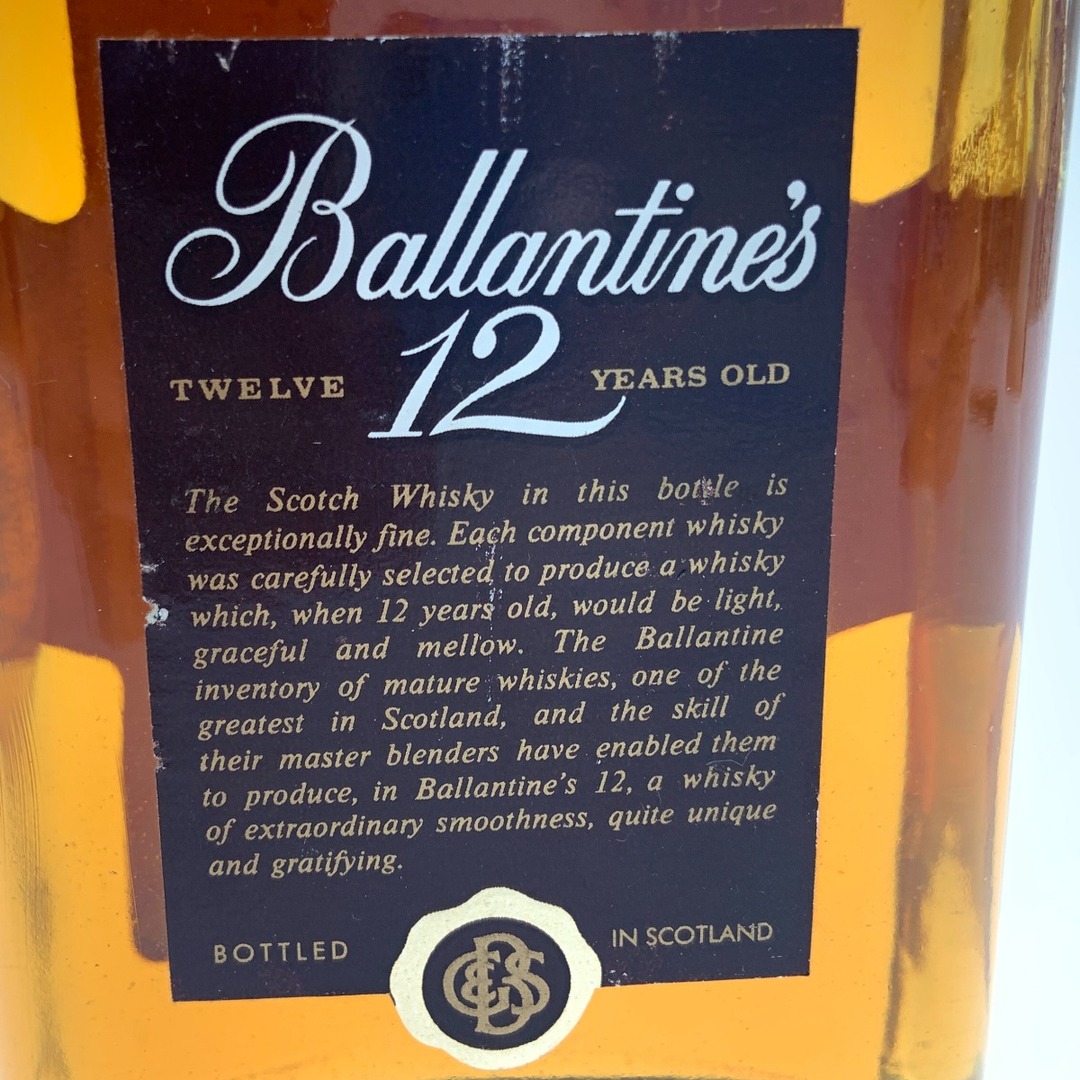 Ballantine's
12
TWELVE YEARS OLD
The Scotch Whisky in this bottle is
exceptionally fine. Each component whisky
was carefully selected to produce a whisky
which, when 12 years old, would be light,
graceful and mellow. The Ballantine
inventory of mature whiskies, one of the
greatest in Scotland, and the skill of
their master blenders have enabled them
to produce, in Ballantine's 12, a whisky
of extraordinary smoothness, quite unique
and gratifying.
BOTTLED IN SCOTLAND